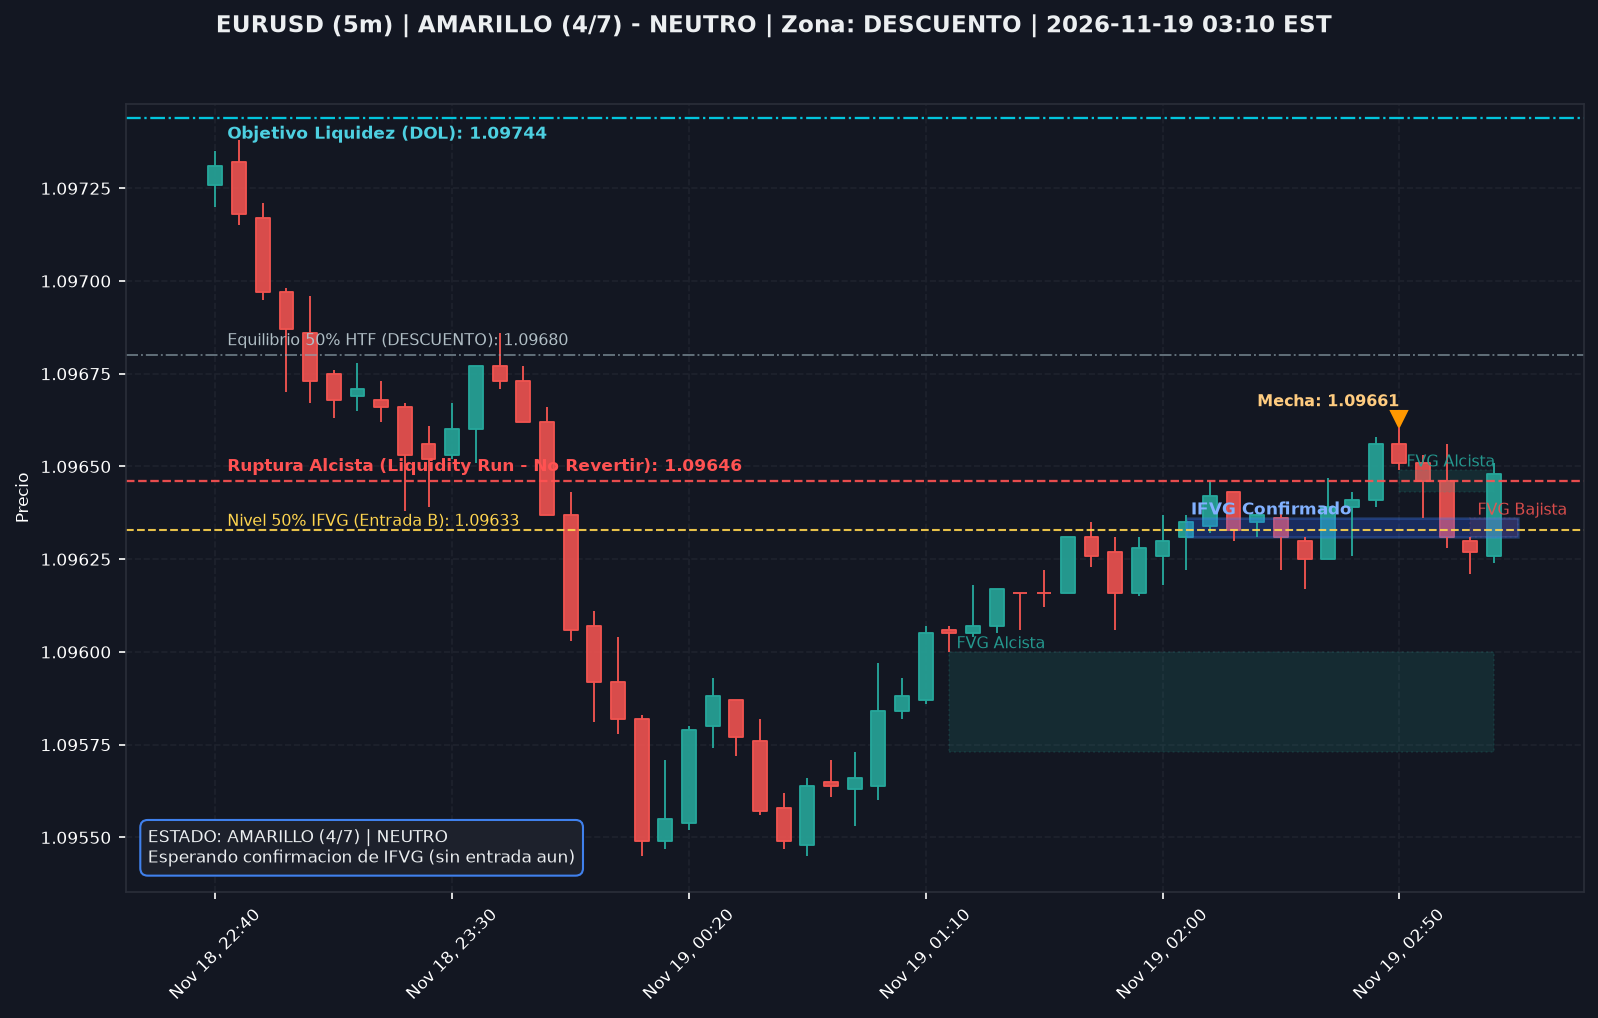 EURUSD (5m) | AMARILLO (4/7) - NEUTRO | Zona: DESCUENTO | 2026-11-19 03:10 EST
Objetivo Liquidez (DOL): 1.09744
1.09725
1.09700
Equilibrio 50% HTF (DESCUENTO): 1.09680
1.09675
Mecha: 1.09661
1.09650
Ruptura Alcista (Liquidity Run - No Revertir): 1.09646
FVG Alcista
IFVG Confirmado
FVG Bajista
Nivel 50% IFVG (Entrada B): 1.09633
1.09625
FVG Alcista
1.09600
1.09575
1.09550
Precio
ESTADO: AMARILLO (4/7) | NEUTRO
Esperando confirmacion de IFVG (sin entrada aun)
Nov 18, 22:40
Nov 18, 23:30
Nov 19, 00:20
Nov 19, 01:10
Nov 19, 02:00
Nov 19, 02:50